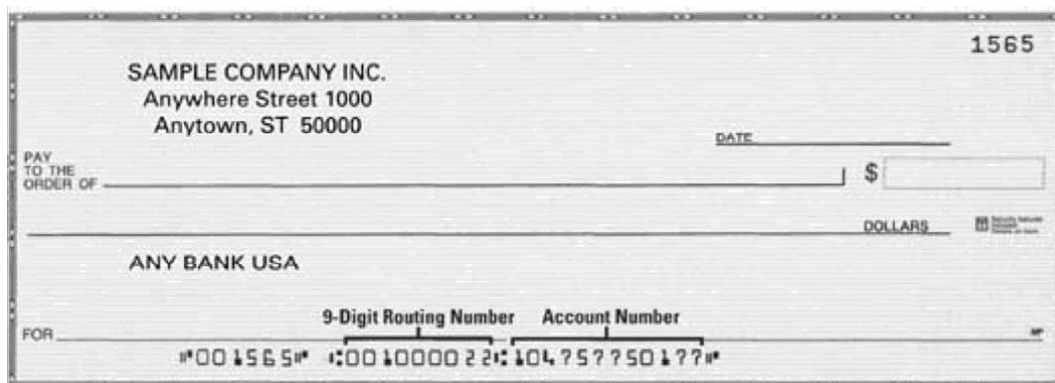 1565
SAMPLE COMPANY INC.
Anywhere Street 1000
Anytown, ST 50000
DATE
PAY
TO THE
ORDER OF
$
DOLLARS
ANY BANK USA
9-Digit Routing Number Account Number
FOR
MP
⑈001565⑈ ⑆001000022⑆ 104757750177⑈